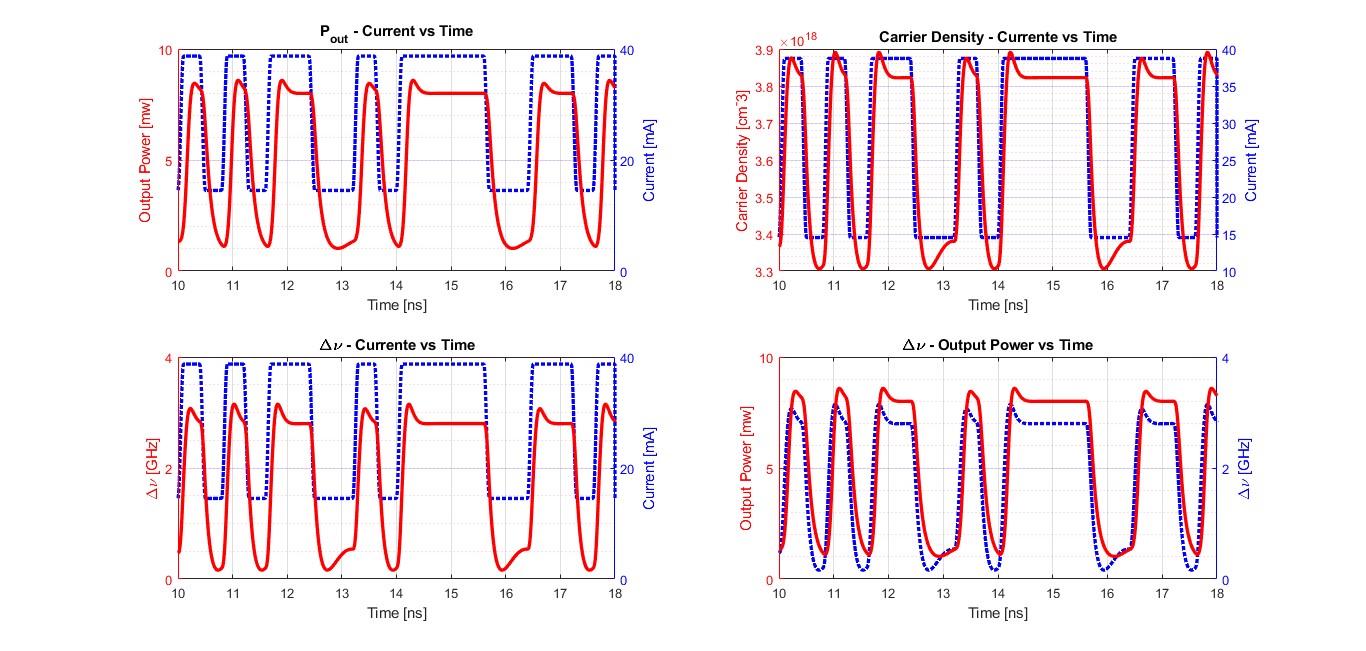 P_out - Current vs Time
10
5
0
Output Power [mw]
40
20
0
Current [mA]
10 11 12 13 14 15 16 17 18
Time [ns]
Carrier Density - Currente vs Time
×10^18
3.9
3.8
3.7
3.6
3.5
3.4
3.3
Carrier Density [cm^-3]
40
35
30
25
20
15
10
Current [mA]
10 11 12 13 14 15 16 17 18
Time [ns]
Δν - Currente vs Time
4
2
0
Δν [GHz]
40
20
0
Current [mA]
10 11 12 13 14 15 16 17 18
Time [ns]
Δν - Output Power vs Time
10
5
0
Output Power [mw]
4
2
0
Δν [GHz]
10 11 12 13 14 15 16 17 18
Time [ns]